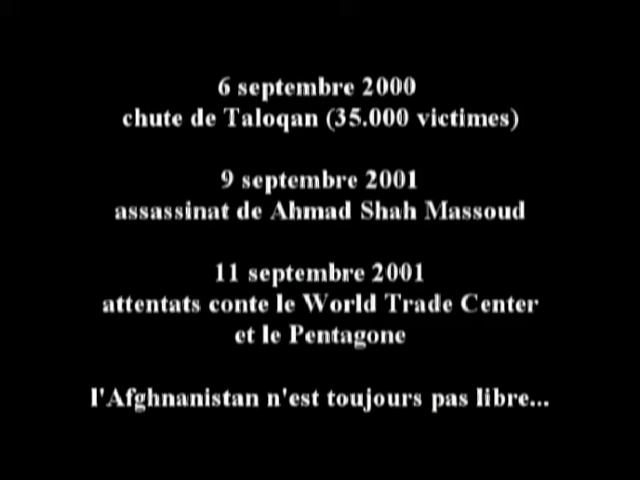 6 septembre 2000
chute de Taloqan (35.000 victimes)
9 septembre 2001
assassinat de Ahmad Shah Massoud
11 septembre 2001
attentats conte le World Trade Center
et le Pentagone
l'Afghnanistan n'est toujours pas libre...